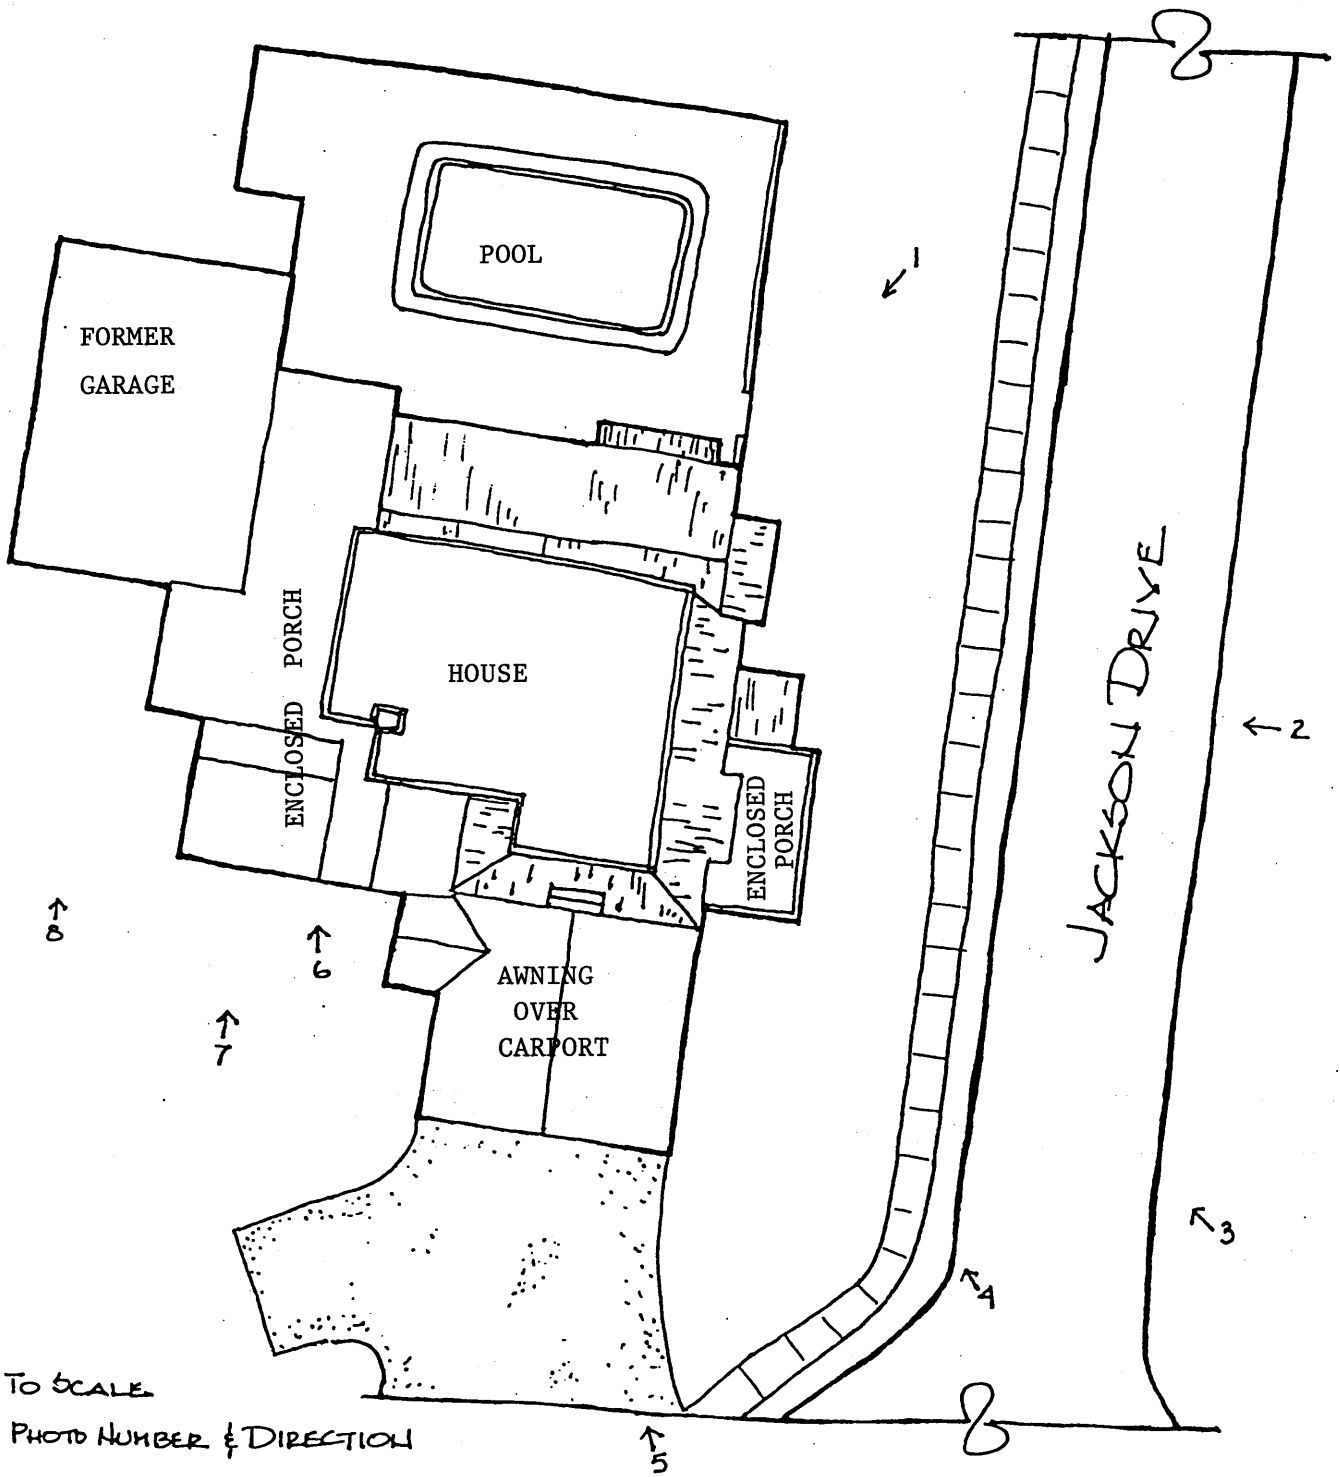 POOL
1
FORMER
GARAGE
ENCLOSED PORCH
HOUSE
JACKSON DRIVE
2
ENCLOSED
PORCH
8
6
7
AWNING
OVER
CARPORT
3
4
TO SCALE
PHOTO NUMBER & DIRECTION
5